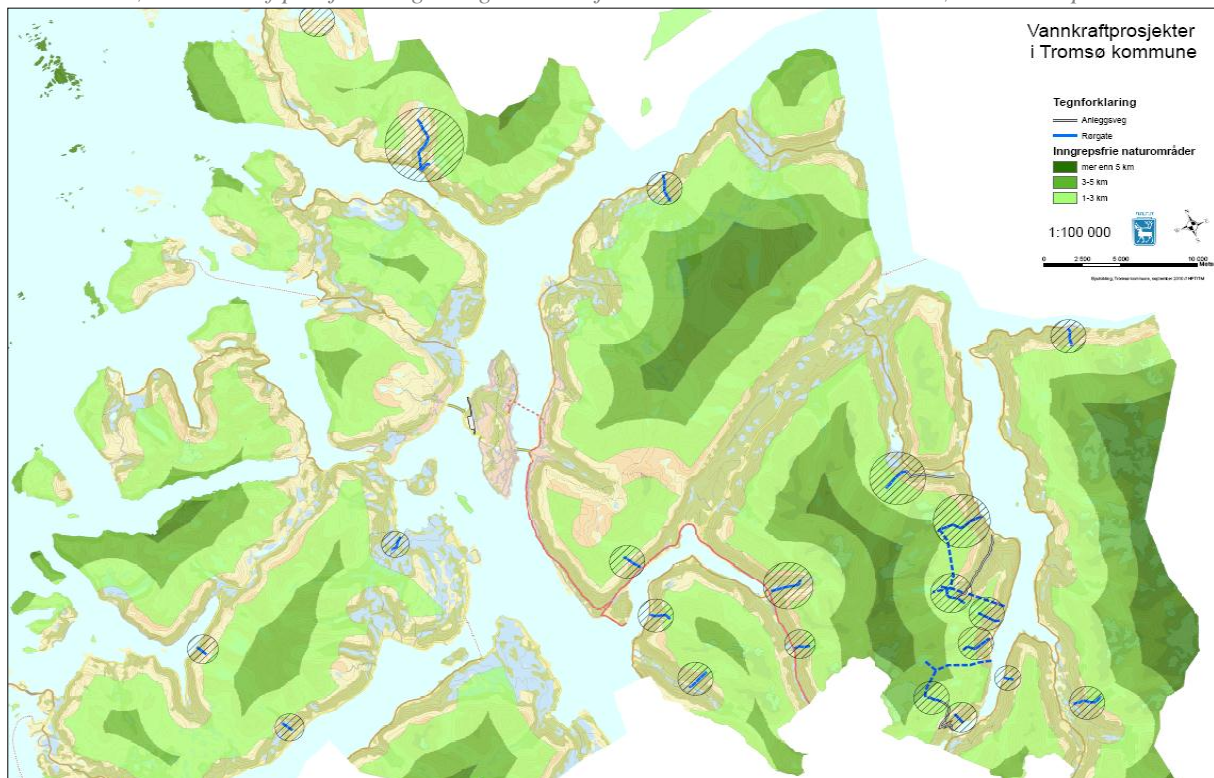 Vannkraftprosjekter
i Tromsø kommune
Tegnforklaring
Anleggsveg
Rørgate
Inngrepsfrie naturområder
mer enn 5 km
3-5 km
1-3 km
1:100 000
0 2 500 5 000 10 000